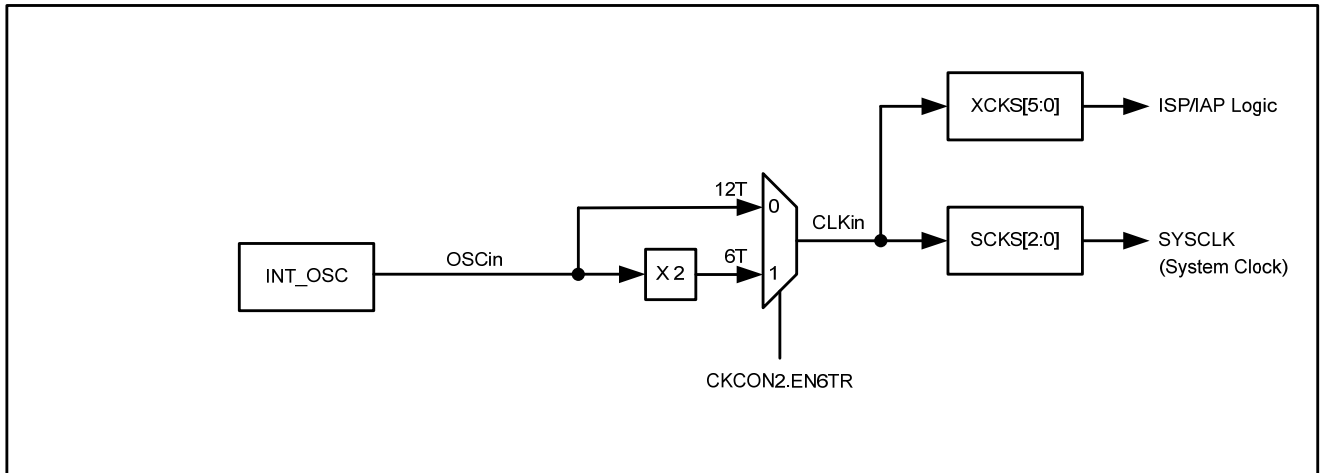 XCKS[5:0]
ISP/IAP Logic
12T
0
CLKin
SCKS[2:0]
SYSCLK
(System Clock)
INT_OSC
OSCin
X 2
6T
1
CKCON2.EN6TR